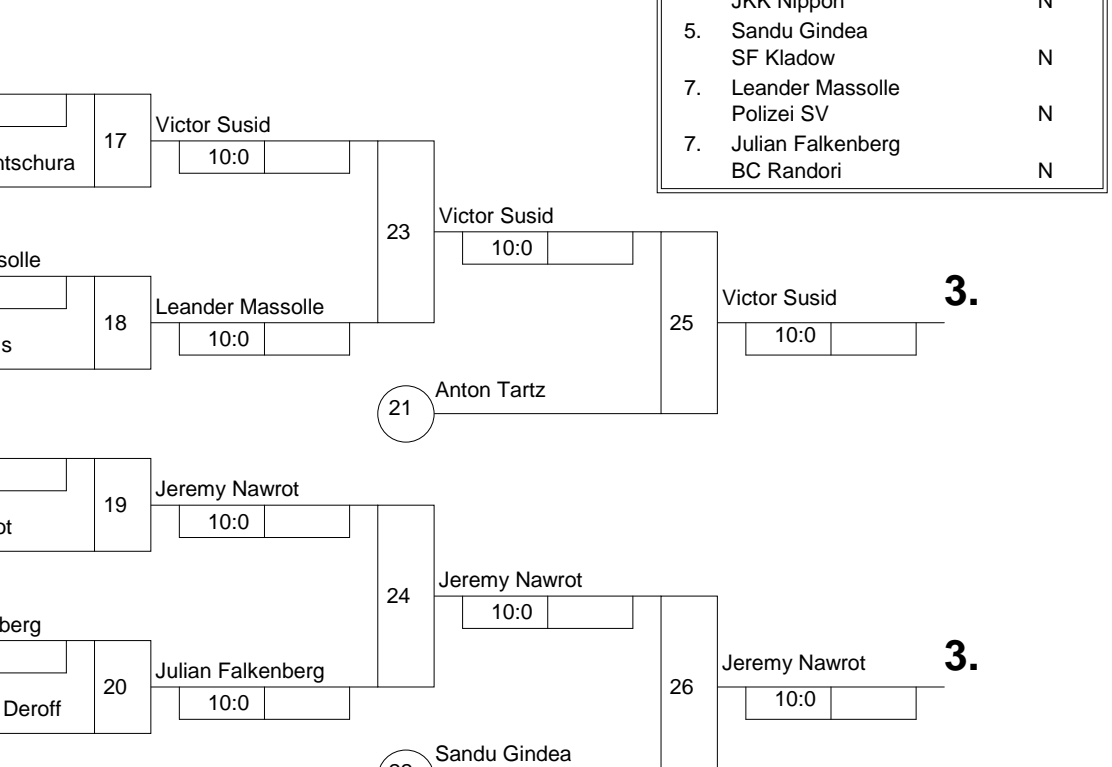 JKK Nippon N
5. Sandu Gindea
SF Kladow N
7. Leander Massolle
Polizei SV N
7. Julian Falkenberg
BC Randori N
17
Victor Susid
10:0
ntschura
23
Victor Susid
10:0
solle
18
Leander Massolle
10:0
s
25
Victor Susid
3.
10:0
21
Anton Tartz
19
Jeremy Nawrot
10:0
ot
24
Jeremy Nawrot
10:0
berg
20
Julian Falkenberg
10:0
Deroff
26
Jeremy Nawrot
3.
10:0
Sandu Gindea